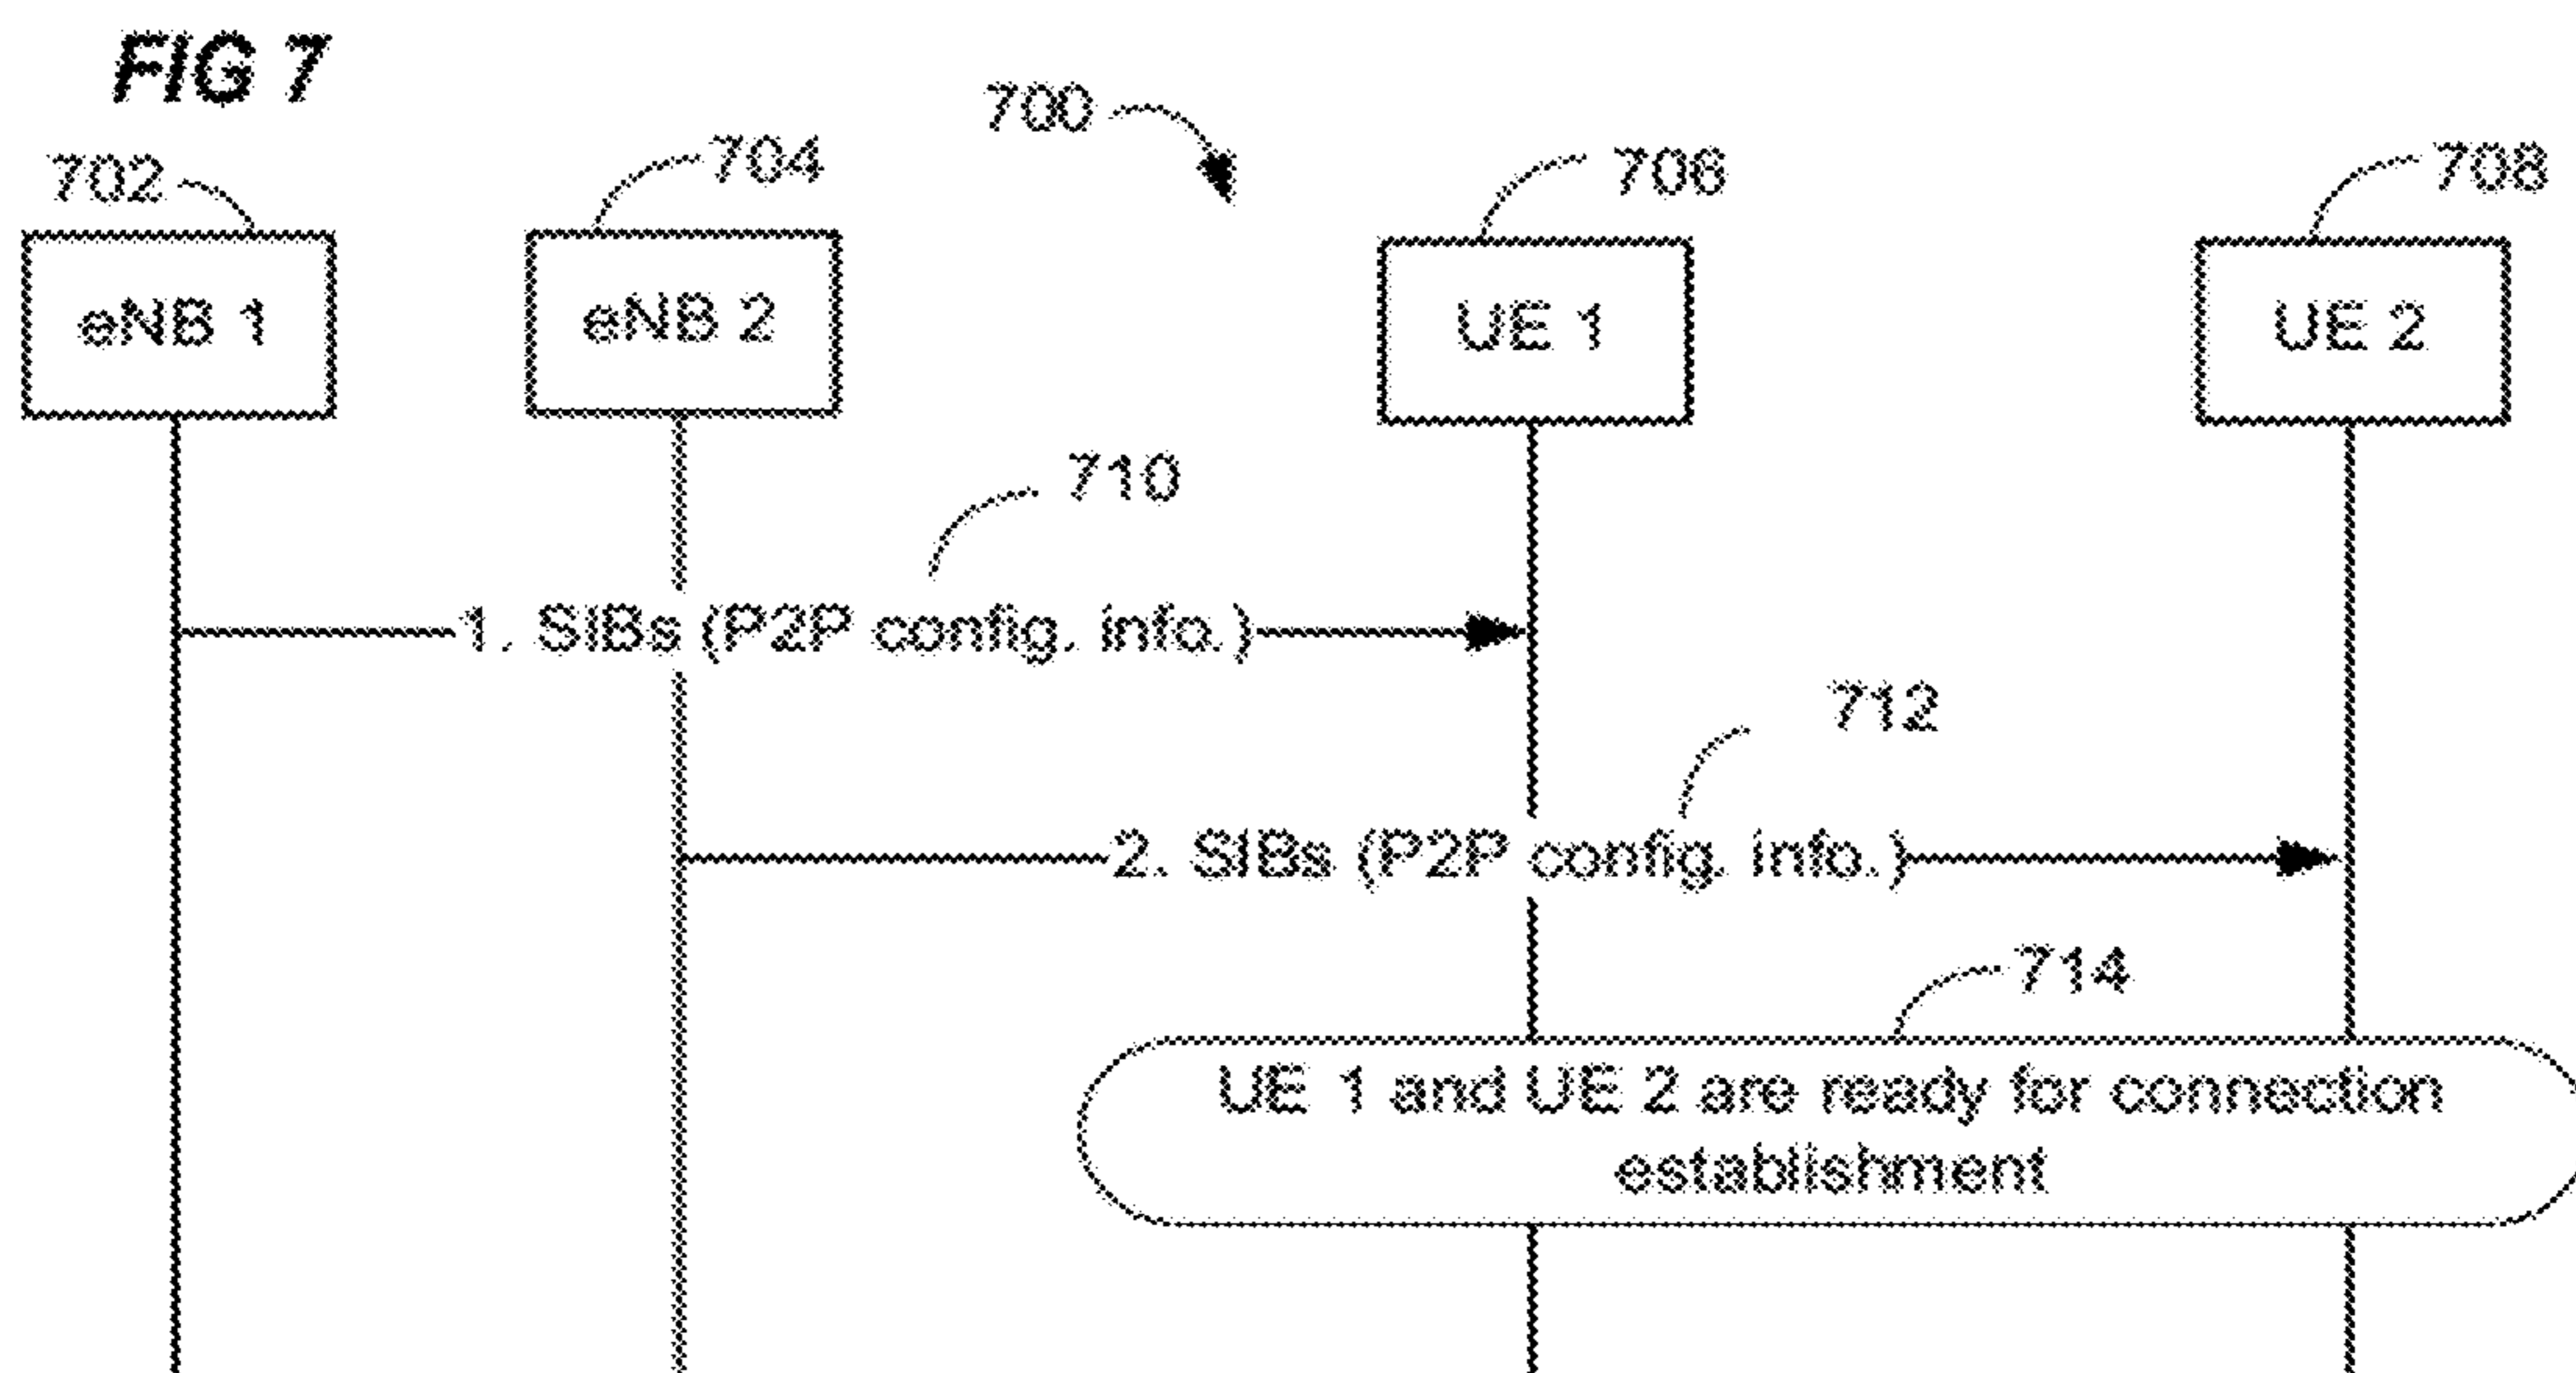 FIG 7
700
702
704
706
708
eNB 1
eNB 2
UE 1
UE 2
710
1. SIBs (P2P config. info.)
712
2. SIBs (P2P config. info.)
714
UE 1 and UE 2 are ready for connection
establishment